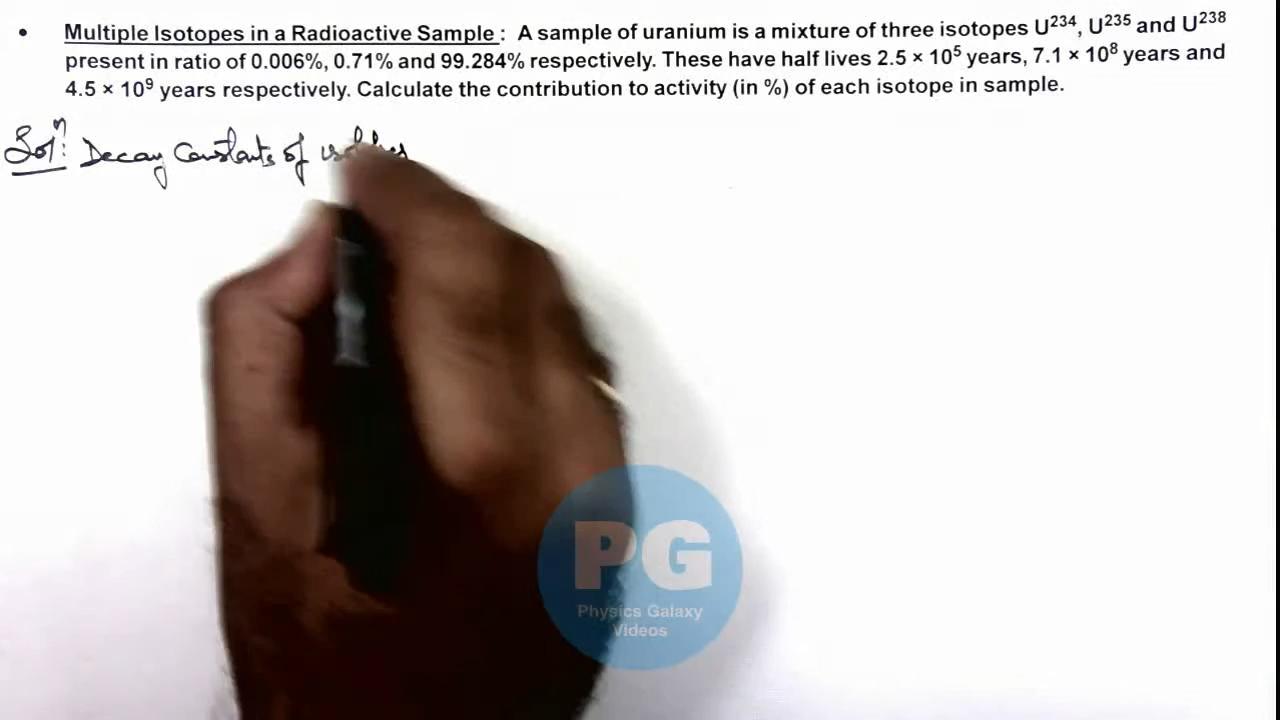 • Multiple Isotopes in a Radioactive Sample : A sample of uranium is a mixture of three isotopes U²³⁴, U²³⁵ and U²³⁸
present in ratio of 0.006%, 0.71% and 99.284% respectively. These have half lives 2.5 × 10⁵ years, 7.1 × 10⁸ years and
4.5 × 10⁹ years respectively. Calculate the contribution to activity (in %) of each isotope in sample.
Solⁿ: Decay Constants of
PG
Physics Galaxy
Videos